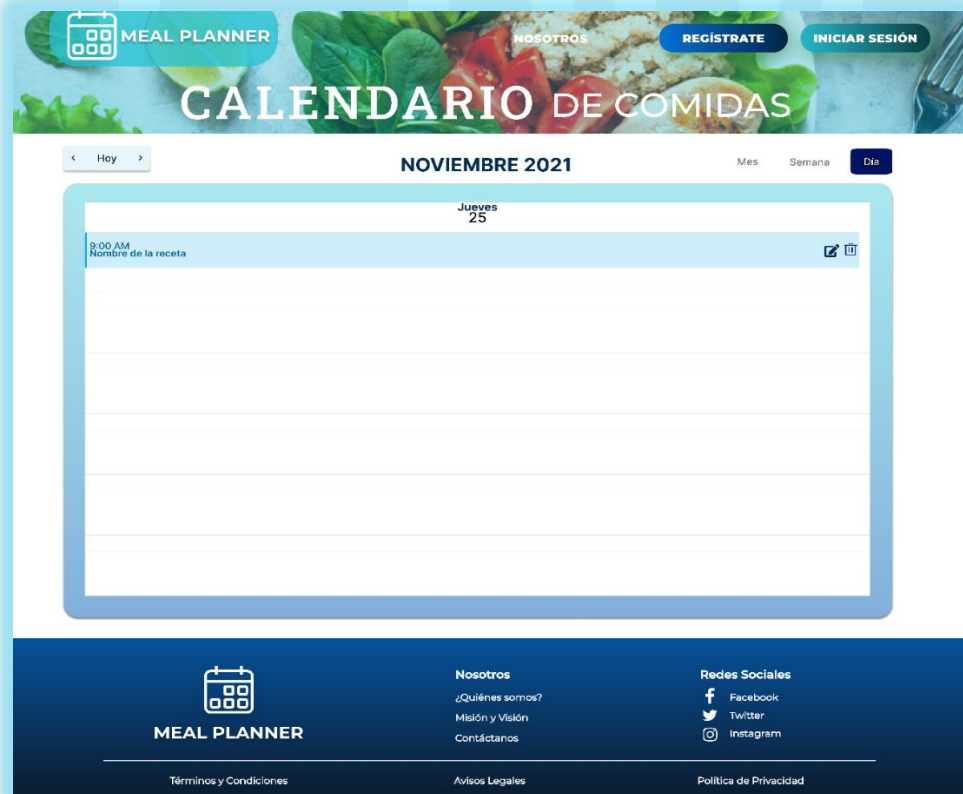 MEAL PLANNER
NOSOTROS
REGÍSTRATE
INICIAR SESIÓN
CALENDARIO DE COMIDAS
‹ Hoy ›
NOVIEMBRE 2021
Mes
Semana
Día
Jueves
25
9:00 AM
Nombre de la receta
MEAL PLANNER
Nosotros
¿Quiénes somos?
Misión y Visión
Contáctanos
Redes Sociales
Facebook
Twitter
Instagram
Términos y Condiciones
Avisos Legales
Política de Privacidad